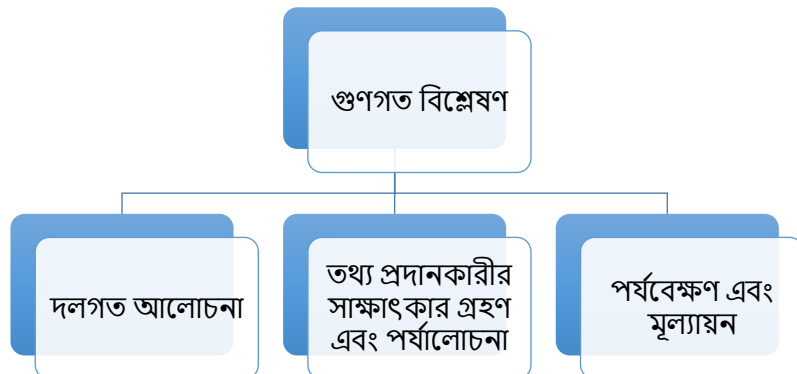 গুণগত বিশ্লেষণ
দলগত আলোচনা
তথ্য প্রদানকারীর
সাক্ষাৎকার গ্রহণ
এবং পর্যালোচনা
পর্যবেক্ষণ এবং
মূল্যায়ন